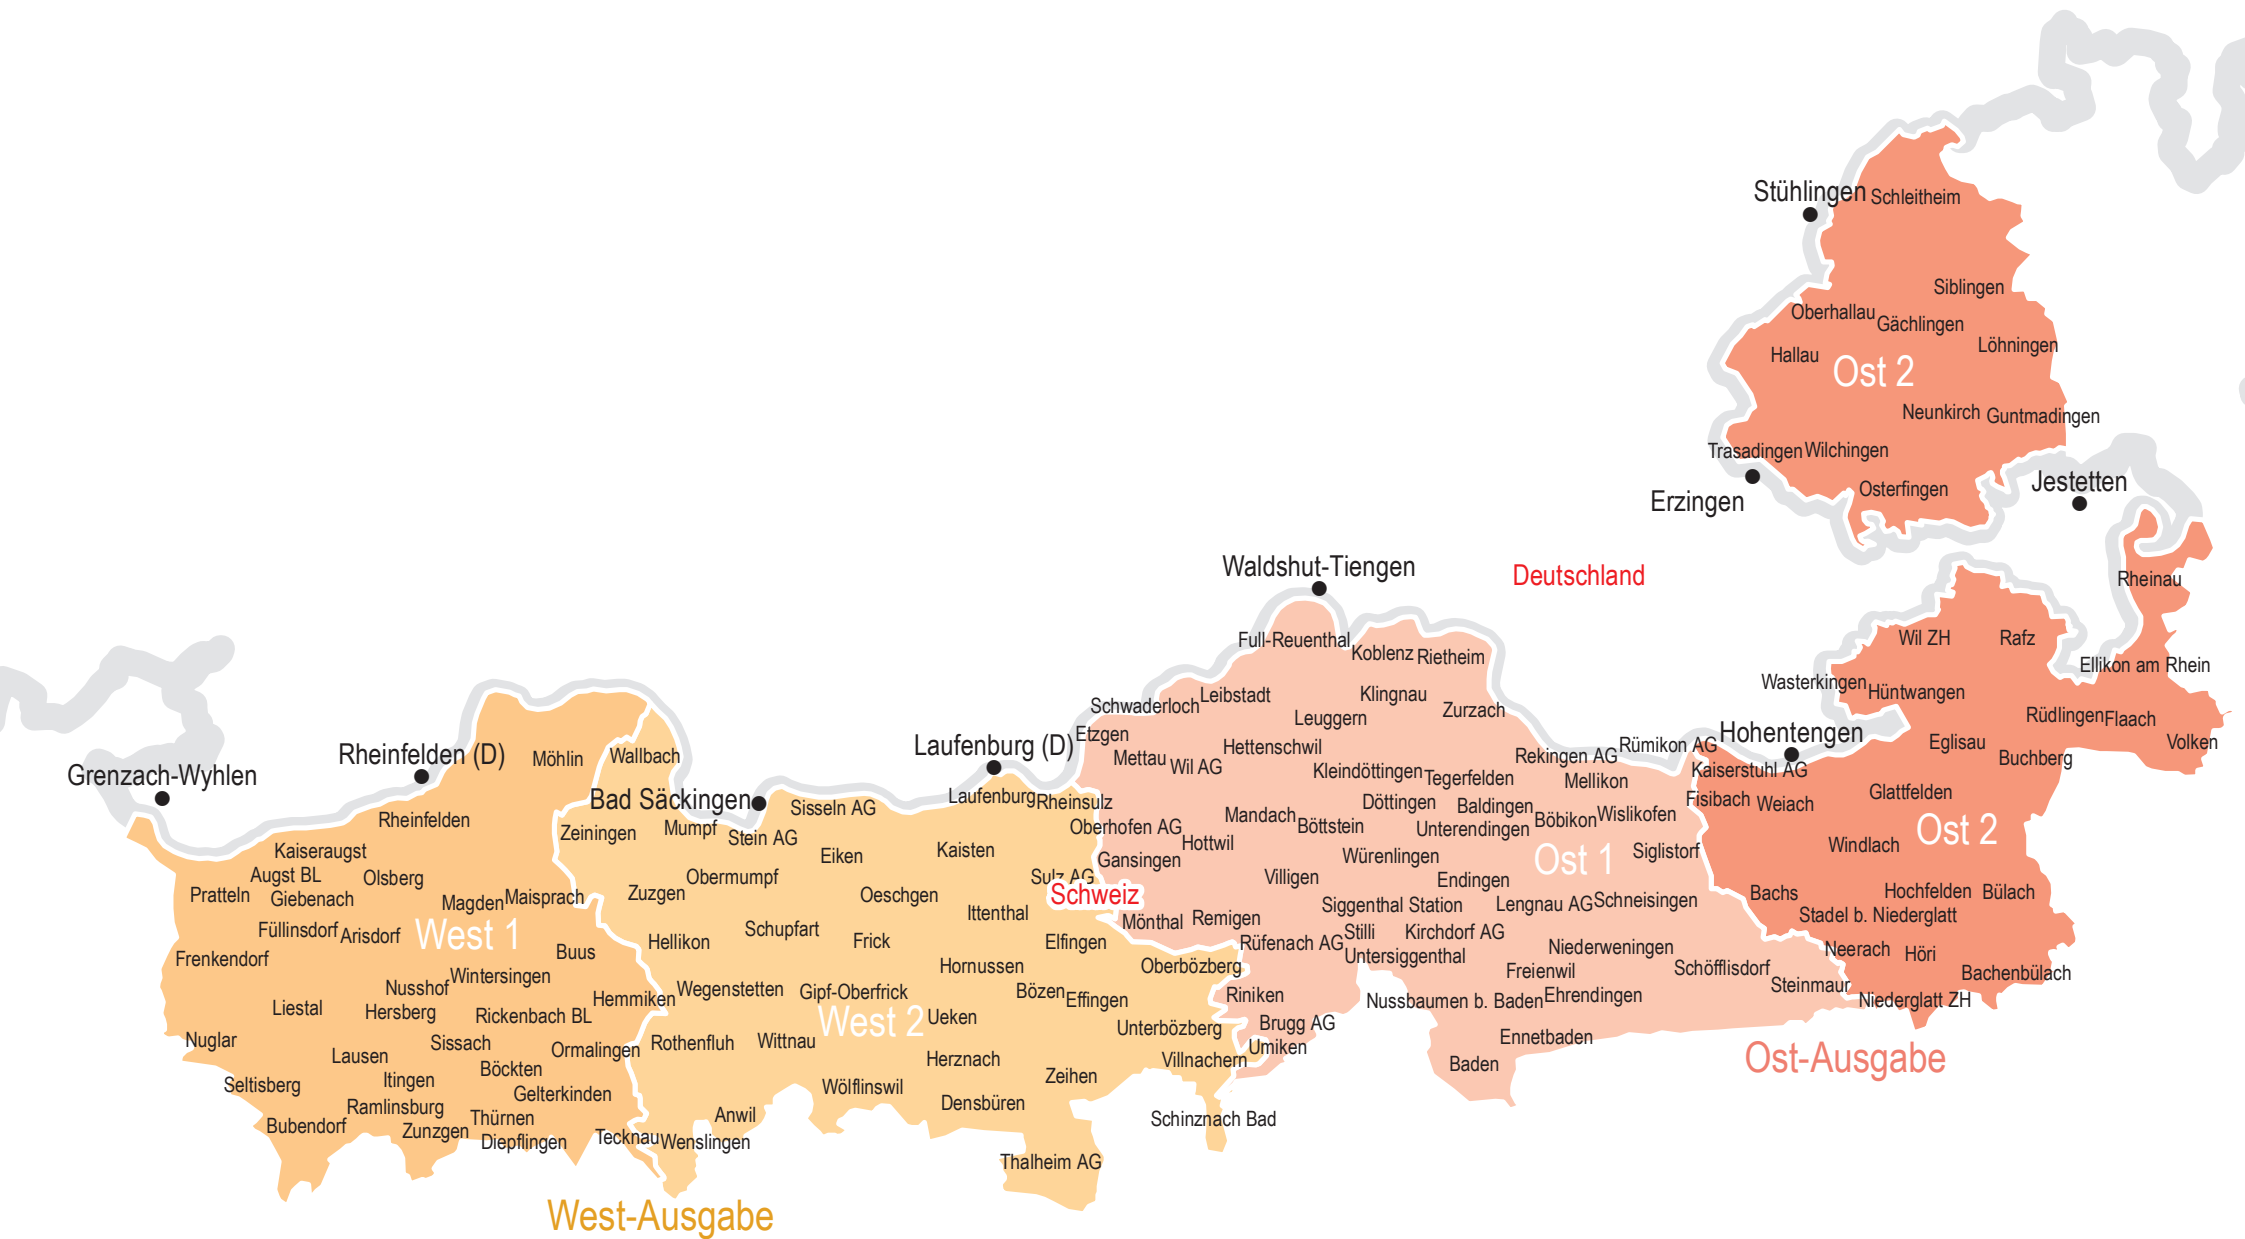 Stühlingen
Schleitheim
Siblingen
Oberhallau
Gächlingen
Löhningen
Hallau
Ost 2
Neunkirch
Guntmadingen
Trasadingen
Wilchingen
Osterfingen
Erzingen
Jestetten
Waldshut-Tiengen
Deutschland
Rheinau
Full-Reuenthal
Koblenz
Rietheim
Wil ZH
Rafz
Ellikon am Rhein
Wasterkingen
Hüntwangen
Schwaderloch
Leibstadt
Klingnau
Zurzach
Leuggern
Rüdlingen
Flaach
Etzgen
Hettenschwil
Hohentengen
Eglisau
Volken
Laufenburg (D)
Rheinfelden (D)
Möhlin
Wallbach
Mettau
Wil AG
Rekingen AG
Rümikon AG
Buchberg
Grenzach-Wyhlen
Kleindöttingen
Tegerfelden
Mellikon
Kaiserstuhl AG
Bad Säckingen
Sisseln AG
Laufenburg
Rheinsulz
Döttingen
Baldingen
Fisibach
Weiach
Glattfelden
Rheinfelden
Zeiningen
Mumpf
Stein AG
Oberhofen AG
Mandach
Böttstein
Unterendingen
Böbikon
Wislikofen
Ost 2
Kaiseraugst
Eiken
Kaisten
Gansingen
Hottwil
Würenlingen
Ost 1
Siglistorf
Windlach
Augst BL
Olsberg
Obermumpf
Sulz AG
Villigen
Endingen
Pratteln
Giebenach
Magden
Maisprach
Zuzgen
Oeschgen
Schweiz
Siggenthal Station
Lengnau AG
Schneisingen
Bachs
Hochfelden
Bülach
Füllinsdorf
Arisdorf
West 1
Schupfart
Ittenthal
Mönthal
Remigen
Stadel b. Niederglatt
Frenkendorf
Buus
Hellikon
Frick
Elfingen
Rüfenach AG
Stilli
Kirchdorf AG
Untersiggenthal
Niederweningen
Neerach
Höri
Wintersingen
Hornussen
Oberbözberg
Freienwil
Schöfflisdorf
Bachenbülach
Nusshof
Hemmiken
Wegenstetten
Gipf-Oberfrick
Bözen
Effingen
Riniken
Nussbaumen b. Baden
Ehrendingen
Steinmaur
Niederglatt ZH
Liestal
Hersberg
Rickenbach BL
West 2
Ueken
Unterbözberg
Brugg AG
Nuglar
Sissach
Ormalingen
Rothenfluh
Wittnau
Umiken
Ennetbaden
Lausen
Böckten
Herznach
Villnachern
Baden
Ost-Ausgabe
Seltisberg
Itingen
Gelterkinden
Wölflinswil
Zeihen
Ramlinsburg
Thürnen
Anwil
Densbüren
Bubendorf
Zunzgen
Diepflingen
Tecknau
Wenslingen
Schinznach Bad
Thalheim AG
West-Ausgabe